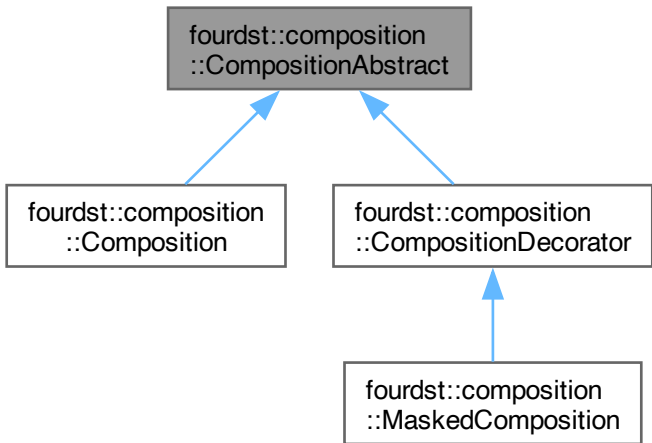 fourdst::composition
::CompositionAbstract
fourdst::composition
::Composition
fourdst::composition
::CompositionDecorator
fourdst::composition
::MaskedComposition